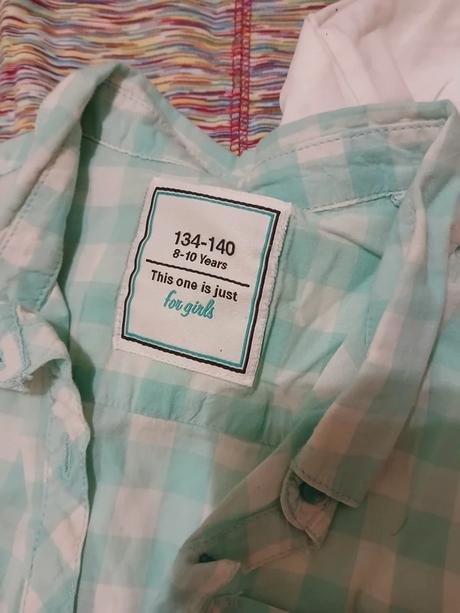 134-140
8-10 Years
This one is just
for girls